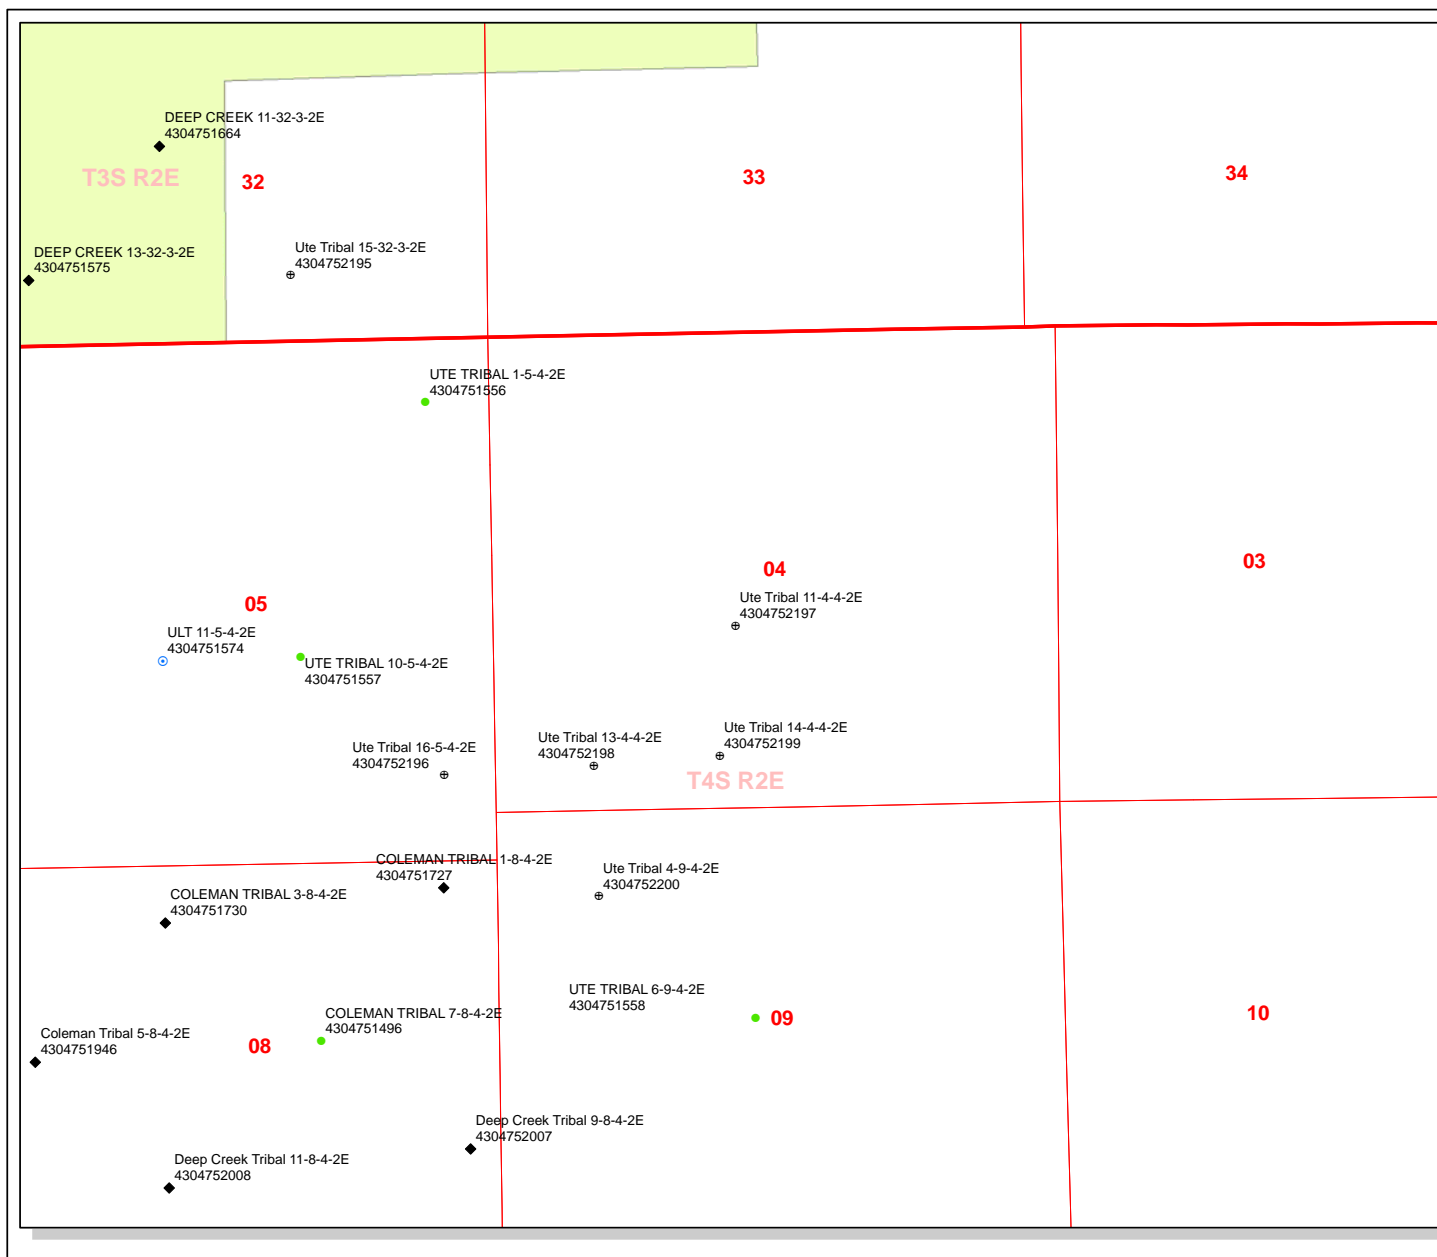 DEEP CREEK 11-32-3-2E
4304751664
T3S R2E
32
33
34
DEEP CREEK 13-32-3-2E
4304751575
Ute Tribal 15-32-3-2E
4304752195
UTE TRIBAL 1-5-4-2E
4304751556
04
03
05
Ute Tribal 11-4-4-2E
4304752197
ULT 11-5-4-2E
4304751574
UTE TRIBAL 10-5-4-2E
4304751557
Ute Tribal 16-5-4-2E
4304752196
Ute Tribal 13-4-4-2E
4304752198
Ute Tribal 14-4-4-2E
4304752199
T4S R2E
COLEMAN TRIBAL 1-8-4-2E
4304751727
Ute Tribal 4-9-4-2E
4304752200
COLEMAN TRIBAL 3-8-4-2E
4304751730
UTE TRIBAL 6-9-4-2E
4304751558
09
10
COLEMAN TRIBAL 7-8-4-2E
4304751496
Coleman Tribal 5-8-4-2E
4304751946
08
Deep Creek Tribal 9-8-4-2E
4304752007
Deep Creek Tribal 11-8-4-2E
4304752008